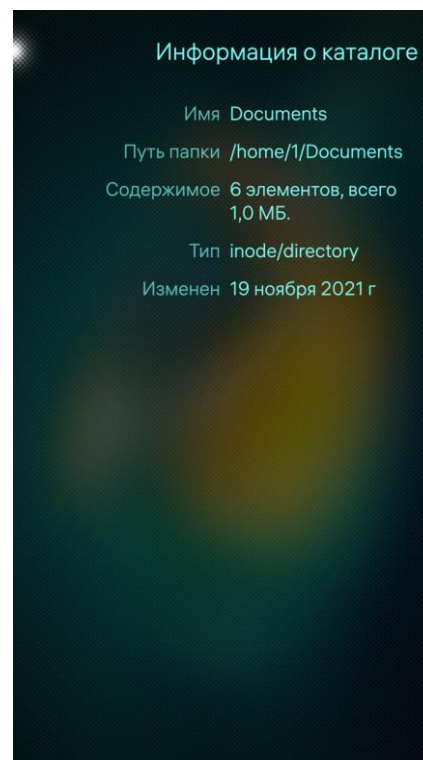 Информация о каталоге
Имя Documents
Путь папки /home/1/Documents
Содержимое 6 элементов, всего
1,0 МБ.
Тип inode/directory
Изменен 19 ноября 2021 г